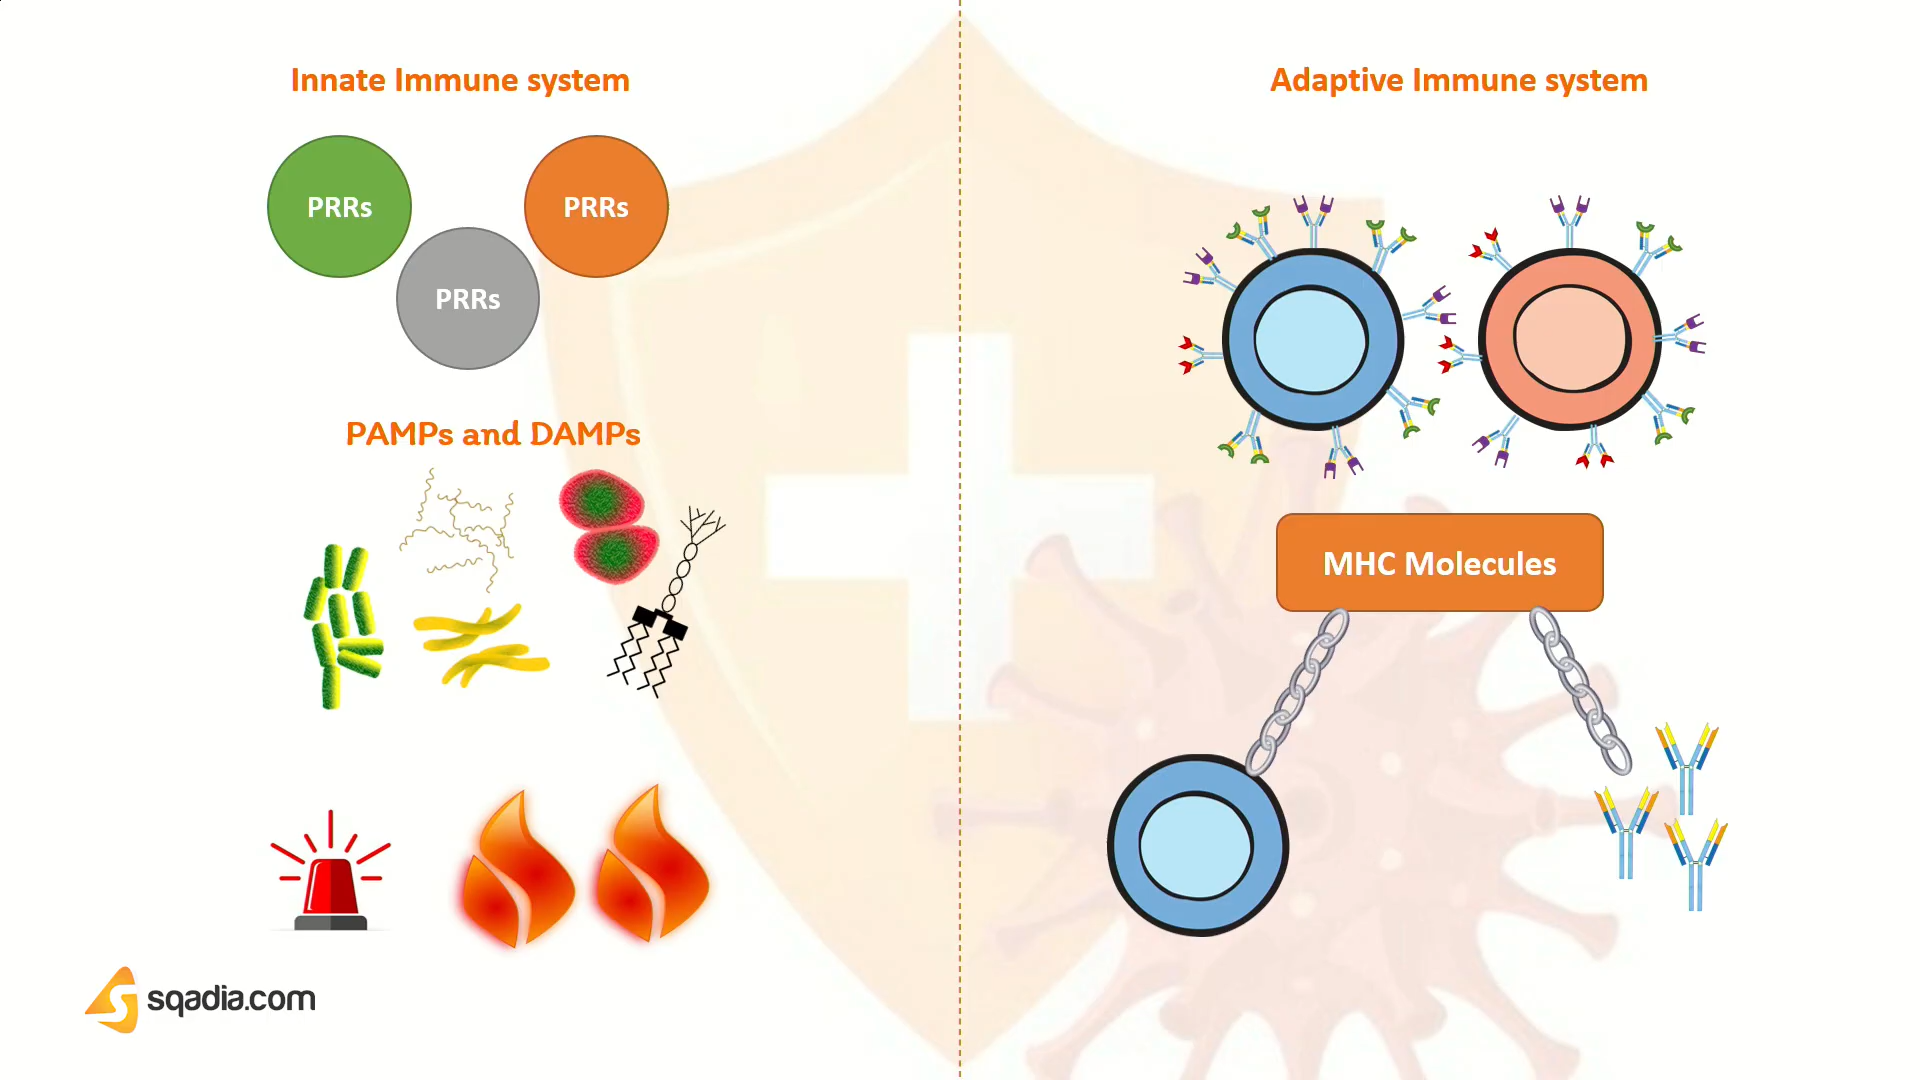 Innate Immune system
PRRs
PRRs
PRRs
PAMPs and DAMPs
sqadia.com
Adaptive Immune system
MHC Molecules